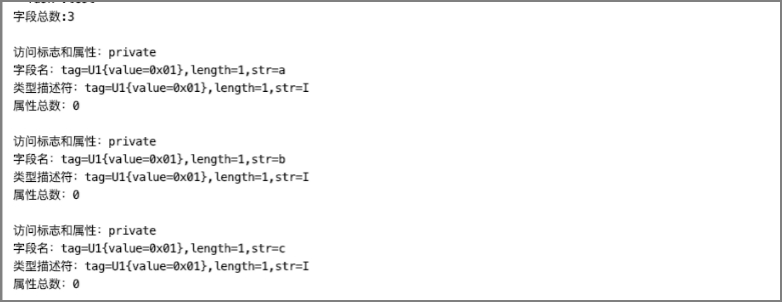 字段总数:3
访问标志和属性: private
字段名: tag=U1{value=0x01},length=1,str=a
类型描述符: tag=U1{value=0x01},length=1,str=I
属性总数: 0
访问标志和属性: private
字段名: tag=U1{value=0x01},length=1,str=b
类型描述符: tag=U1{value=0x01},length=1,str=I
属性总数: 0
访问标志和属性: private
字段名: tag=U1{value=0x01},length=1,str=c
类型描述符: tag=U1{value=0x01},length=1,str=I
属性总数: 0